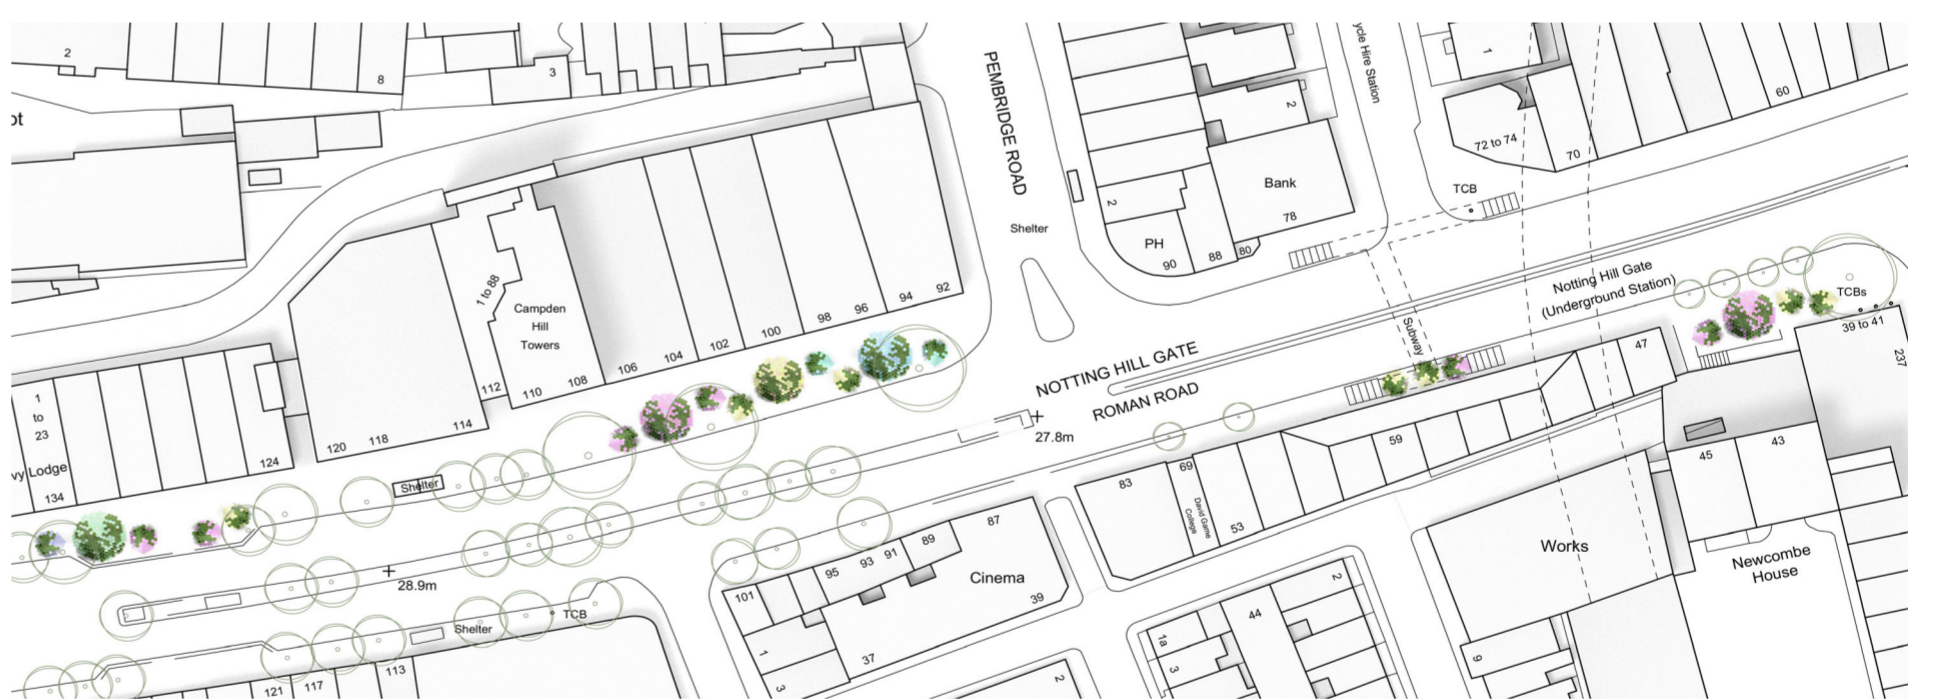 2
8
3
ot
PEMBRIDGE ROAD
ycle Hire Station
1
60
2
72 to 74
70
Bank
78
TCB
2
PH
90
88
80
Shelter
1 to 88
Campden
Hill
Towers
92
94
96
98
100
102
104
106
108
110
112
114
118
120
124
1
to
23
vy Lodge
134
Notting Hill Gate
(Underground Station)
TCBs
39 to 41
237
Subway
47
NOTTING HILL GATE
ROMAN ROAD
27.8m
59
45
43
83
69
David Game
College
53
Shelter
28.9m
87
89
91
93
95
101
Cinema
39
37
1
3
Works
Newcombe
House
TCB
Shelter
113
117
121
2
44
2
1a
3
9